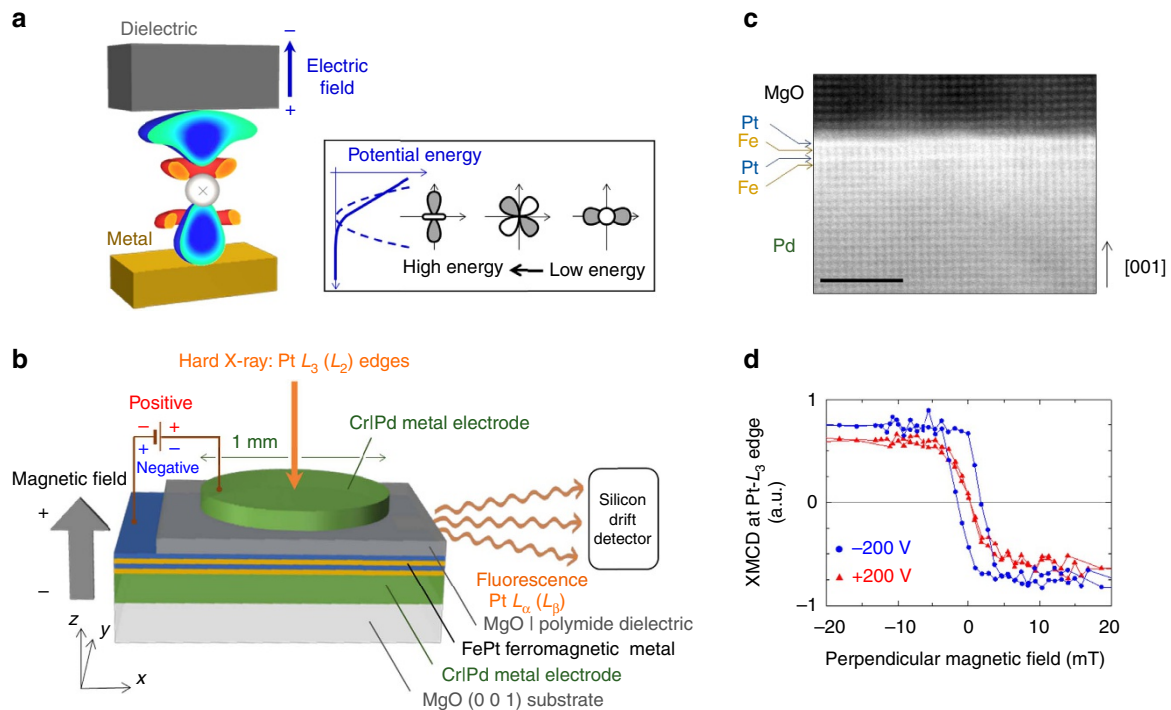 a
Dielectric
−
Electric
field
+
Metal
Potential energy
High energy
Low energy
c
MgO
Pt
Fe
Pt
Fe
Pd
[001]
b
Hard X-ray: Pt L3 (L2) edges
Positive
− +
+ −
Negative
1 mm
Cr|Pd metal electrode
Magnetic field
+
−
Silicon
drift
detector
Fluorescence
Pt Lα (Lβ)
MgO | polymide dielectric
FePt ferromagnetic metal
Cr|Pd metal electrode
MgO (0 0 1) substrate
z
y
x
d
XMCD at Pt-L3 edge
(a.u.)
1
0
−1
−200 V
+200 V
−20 −10 0 10 20
Perpendicular magnetic field (mT)